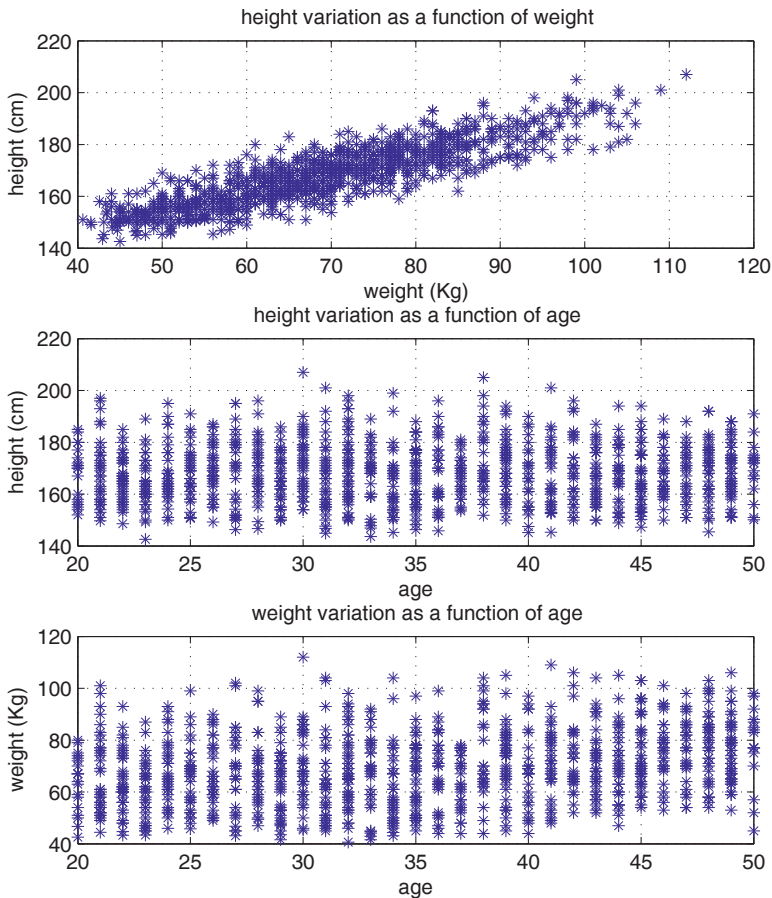 height variation as a function of weight
220
200
180
160
140
height (cm)
40 50 60 70 80 90 100 110 120
weight (Kg)
height variation as a function of age
220
200
180
160
140
height (cm)
20 25 30 35 40 45 50
age
weight variation as a function of age
100
80
60
40
weight (Kg)
20 25 30 35 40 45 50
age